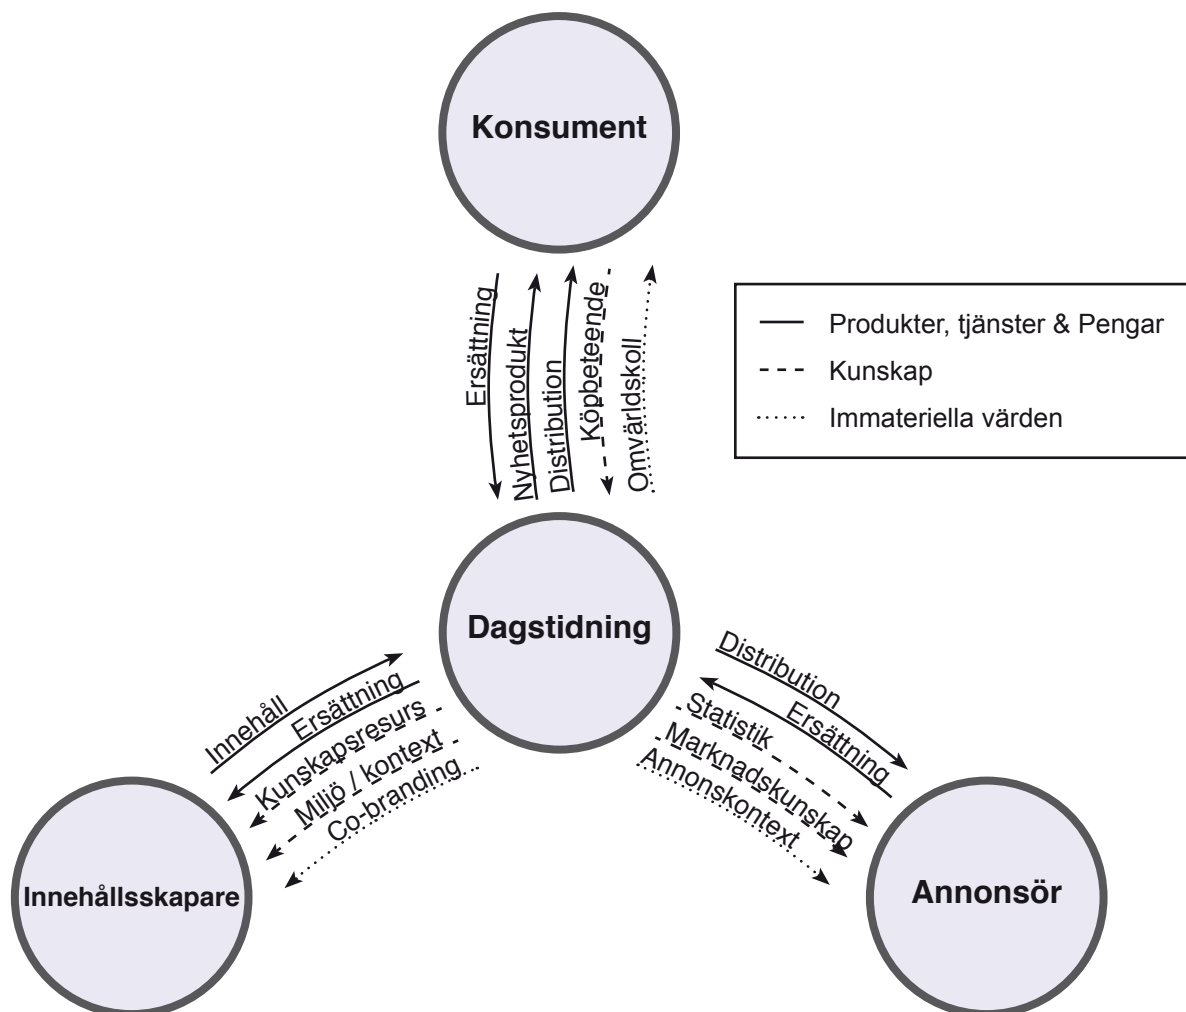 Konsument
Ersättning
Nyhetsprodukt
Distribution
Köpbeteende
Omvärldskoll
Produkter, tjänster & Pengar
Kunskap
Immateriella värden
Dagstidning
Innehåll
Ersättning
Kunskapsresurs
Miljö / kontext
Co-branding
Distribution
Ersättning
Statistik
Marknadskunskap
Annonskontext
Innehållsskapare
Annonsör